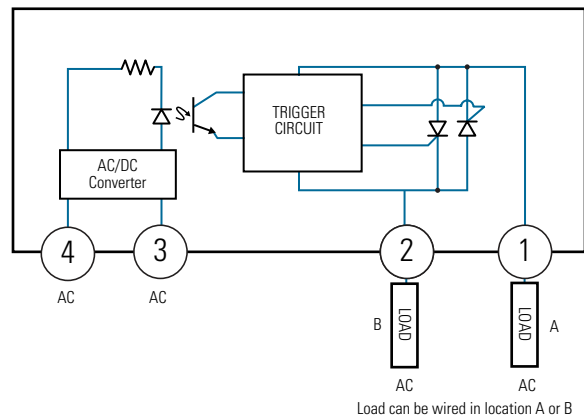 TRIGGER
CIRCUIT
AC/DC
Converter
4
3
2
1
AC
AC
B
LOAD
LOAD
A
AC
AC
Load can be wired in location A or B